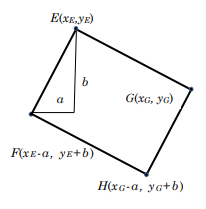 E(xE,yE)
b
a
G(xG, yG)
F(xE-a, yE+b)
H(xG-a, yG+b)